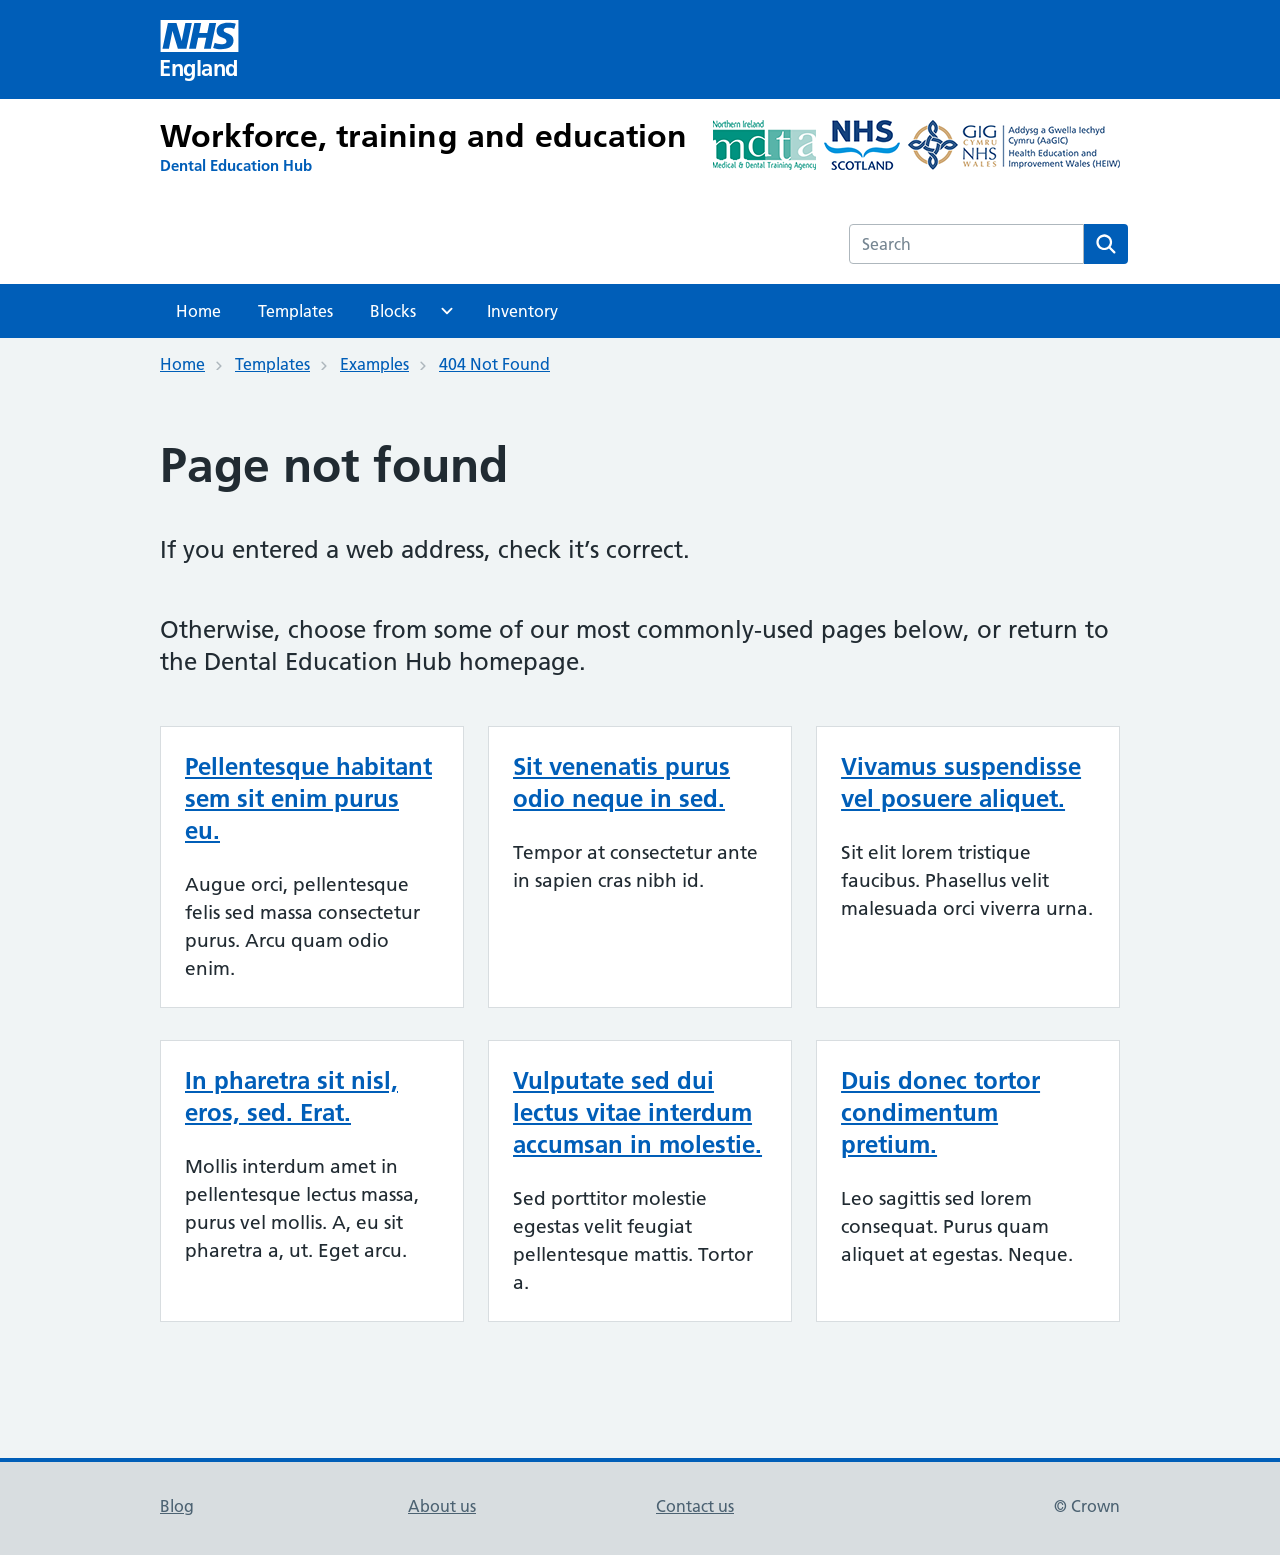 NHS
England
Workforce, training and education
Dental Education Hub
Northern Ireland
mdta
Medical & Dental Training Agency
NHS
SCOTLAND
GIG
CYMRU
NHS
WALES
Addysg a Gwella Iechyd
Cymru (AaGIC)
Health Education and
Improvement Wales (HEIW)
Search
Home
Templates
Blocks
Inventory
Home
Templates
Examples
404 Not Found
Page not found
If you entered a web address, check it’s correct.
Otherwise, choose from some of our most commonly-used pages below, or return to
the Dental Education Hub homepage.
Pellentesque habitant
sem sit enim purus
eu.
Augue orci, pellentesque
felis sed massa consectetur
purus. Arcu quam odio
enim.
Sit venenatis purus
odio neque in sed.
Tempor at consectetur ante
in sapien cras nibh id.
Vivamus suspendisse
vel posuere aliquet.
Sit elit lorem tristique
faucibus. Phasellus velit
malesuada orci viverra urna.
In pharetra sit nisl,
eros, sed. Erat.
Mollis interdum amet in
pellentesque lectus massa,
purus vel mollis. A, eu sit
pharetra a, ut. Eget arcu.
Vulputate sed dui
lectus vitae interdum
accumsan in molestie.
Sed porttitor molestie
egestas velit feugiat
pellentesque mattis. Tortor
a.
Duis donec tortor
condimentum
pretium.
Leo sagittis sed lorem
consequat. Purus quam
aliquet at egestas. Neque.
Blog
About us
Contact us
© Crown